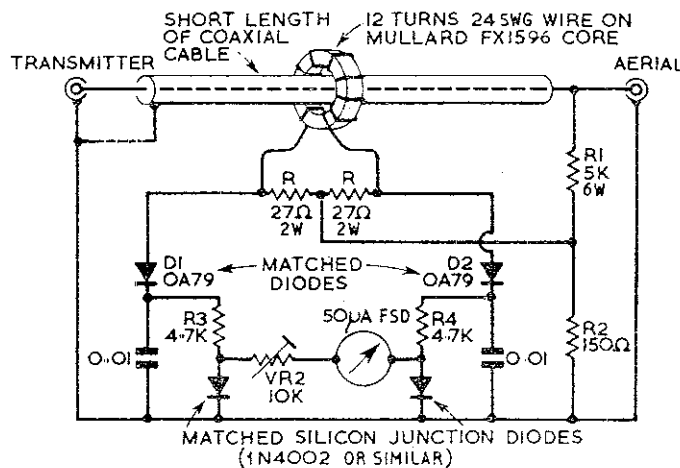 SHORT LENGTH
OF COAXIAL
CABLE
12 TURNS 24 SWG WIRE ON
MULLARD FX1596 CORE
TRANSMITTER
AERIAL
R1
5K
6W
R
27Ω
2W
R
27Ω
2W
D1
OA79
MATCHED
DIODES
D2
OA79
R3
4·7K
50µA FSD
R4
4·7K
R2
150Ω
0·01
VR2
10K
0·01
MATCHED SILICON JUNCTION DIODES
(1N4002 OR SIMILAR)